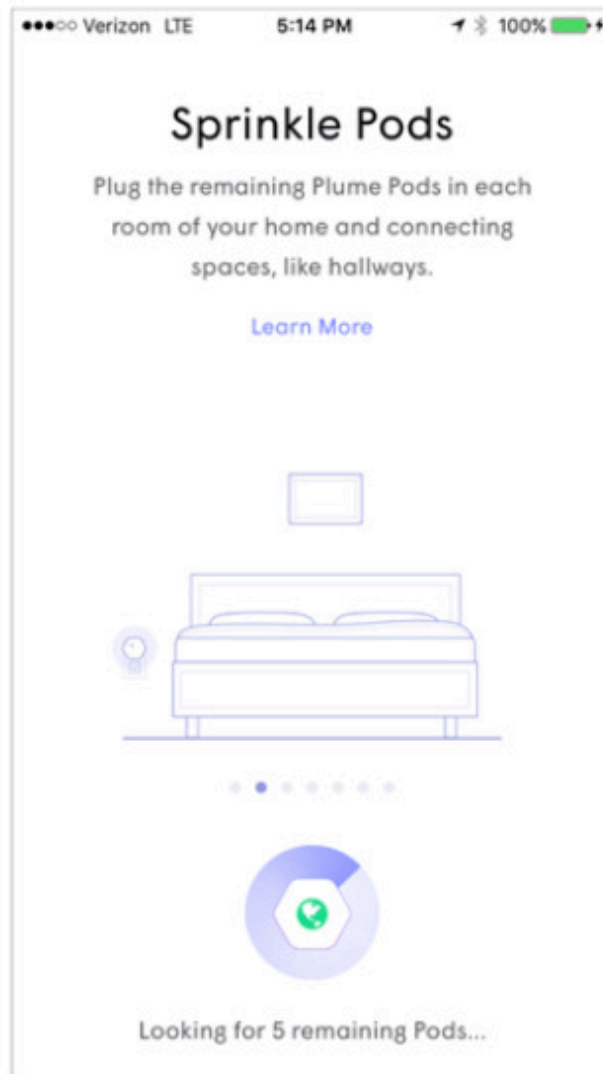 Verizon LTE 5:14 PM 100%
Sprinkle Pods
Plug the remaining Plume Pods in each
room of your home and connecting
spaces, like hallways.
Learn More
Looking for 5 remaining Pods...